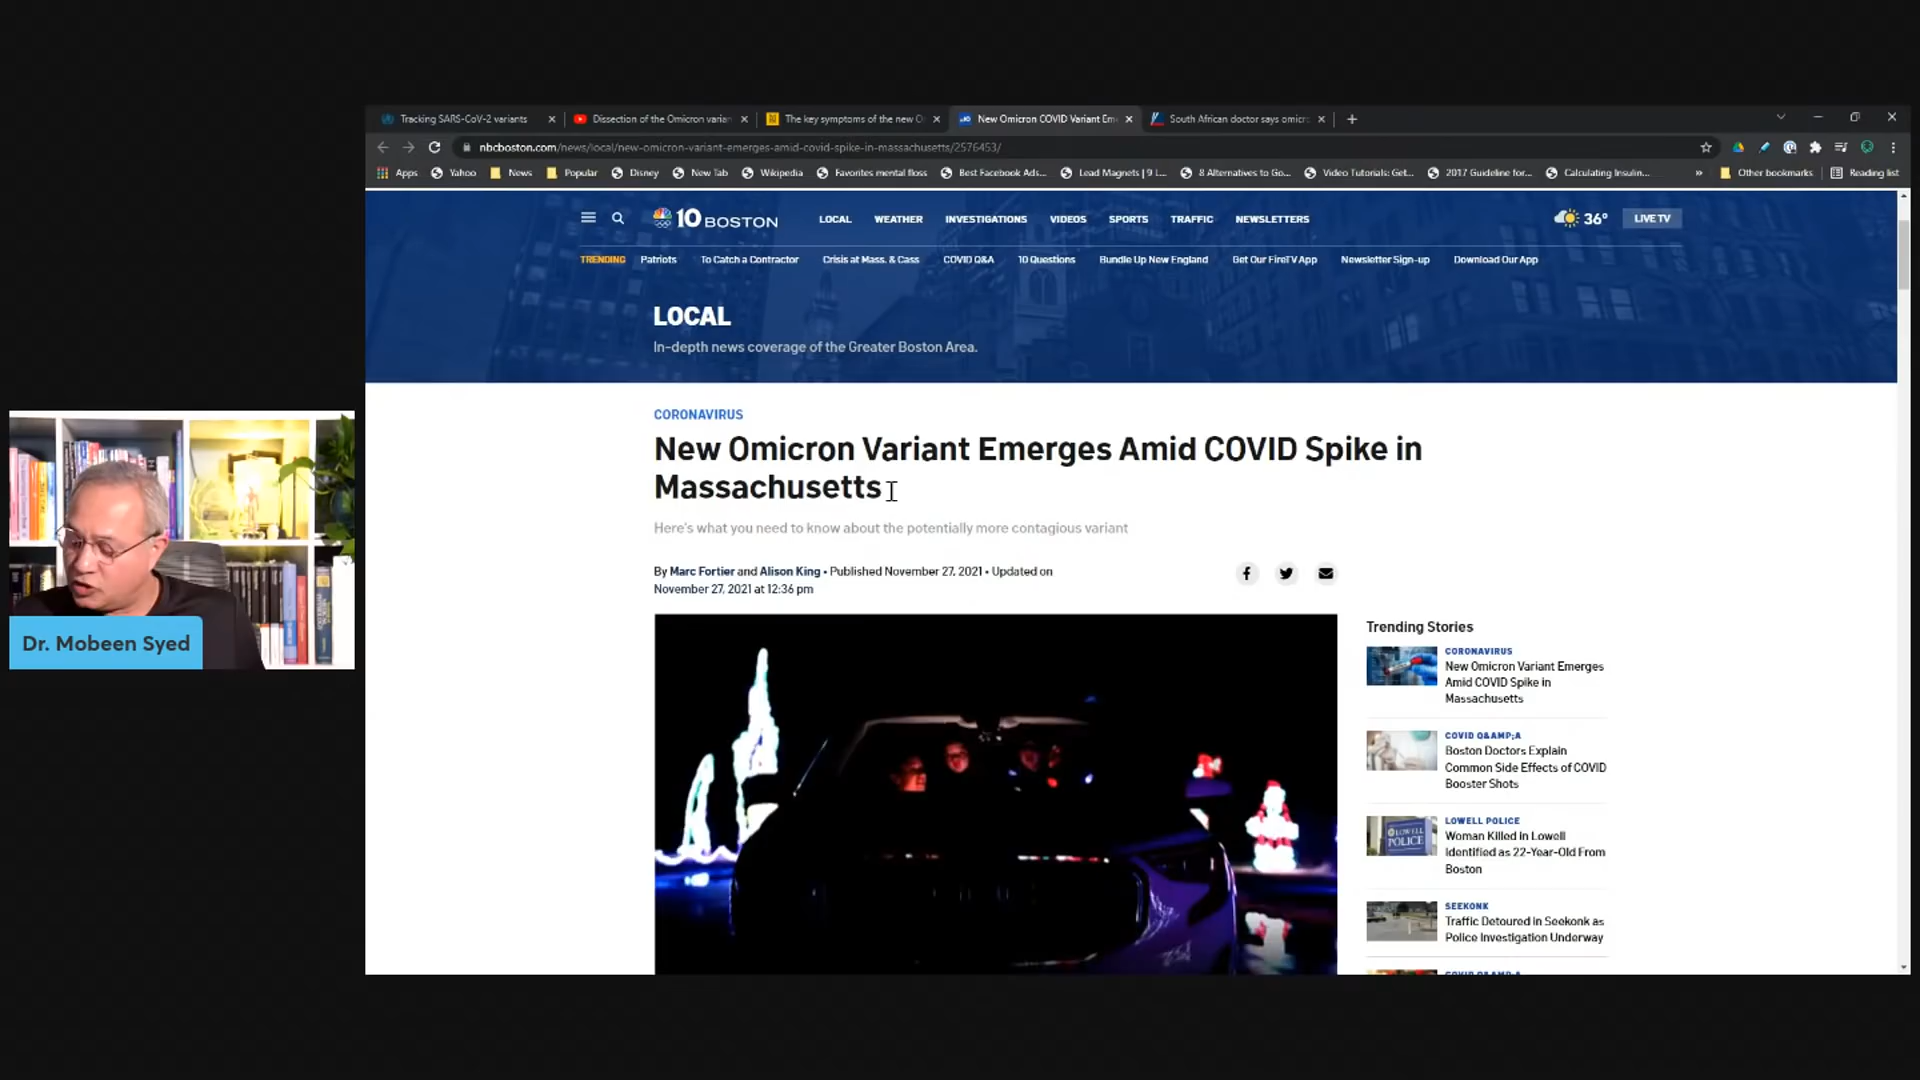 Tracking SARS-CoV-2 variants
Dissection of the Omicron varian
The key symptoms of the new O
New Omicron COVID Variant Em
South African doctor says omicr
nbcboston.com/news/local/new-omicron-variant-emerges-amid-covid-spike-in-massachusetts/2576453/
Apps Yahoo News Popular Disney New Tab Wikipedia Favorites mental floss Best Facebook Ads... Lead Magnets | 9 L... 8 Alternatives to Go... Video Tutorials: Get... 2017 Guideline for... Calculating Insulin... » Other bookmarks Reading list
10 BOSTON LOCAL WEATHER INVESTIGATIONS VIDEOS SPORTS TRAFFIC NEWSLETTERS 36° LIVE TV
TRENDING Patriots To Catch a Contractor Crisis at Mass. & Cass COVID Q&A 10 Questions Bundle Up New England Get Our FireTV App Newsletter Sign-up Download Our App
LOCAL
In-depth news coverage of the Greater Boston Area.
CORONAVIRUS
New Omicron Variant Emerges Amid COVID Spike in
Massachusetts
Here's what you need to know about the potentially more contagious variant
By Marc Fortier and Alison King • Published November 27, 2021 • Updated on
November 27, 2021 at 12:36 pm
Trending Stories
CORONAVIRUS
New Omicron Variant Emerges
Amid COVID Spike in
Massachusetts
COVID Q&AMP;A
Boston Doctors Explain
Common Side Effects of COVID
Booster Shots
LOWELL POLICE
Woman Killed in Lowell
Identified as 22-Year-Old From
Boston
LOWELL
POLICE
SEEKONK
Traffic Detoured in Seekonk as
Police Investigation Underway
COVID Q&AMP;A
Dr. Mobeen Syed